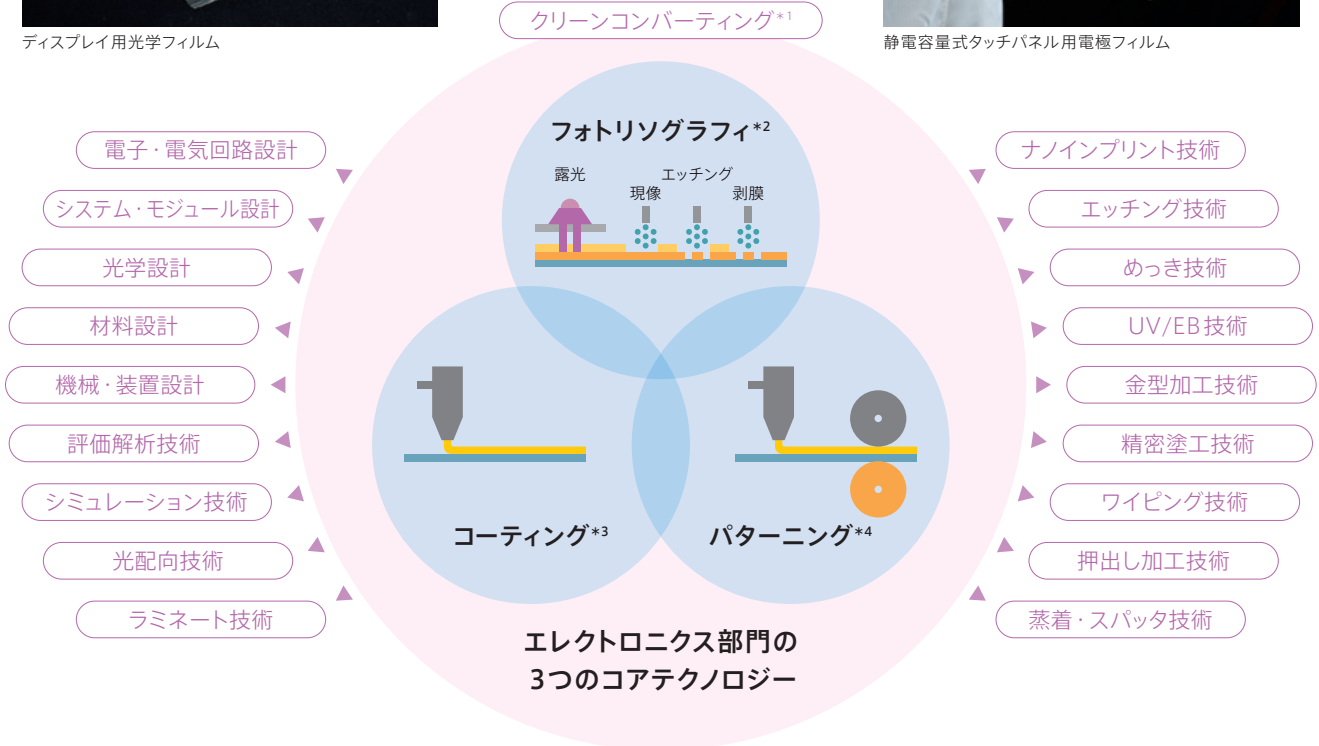 クリーンコンバーティング*1
ディスプレイ用光学フィルム
静電容量式タッチパネル用電極フィルム
フォトリソグラフィ*2
露光
現像
エッチング
剥膜
電子・電気回路設計
システム・モジュール設計
光学設計
材料設計
機械・装置設計
評価解析技術
シミュレーション技術
光配向技術
ラミネート技術
コーティング*3
パターニング*4
ナノインプリント技術
エッチング技術
めっき技術
UV/EB技術
金型加工技術
精密塗工技術
ワイピング技術
押出し加工技術
蒸着・スパッタ技術
エレクトロニクス部門の
3つのコアテクノロジー